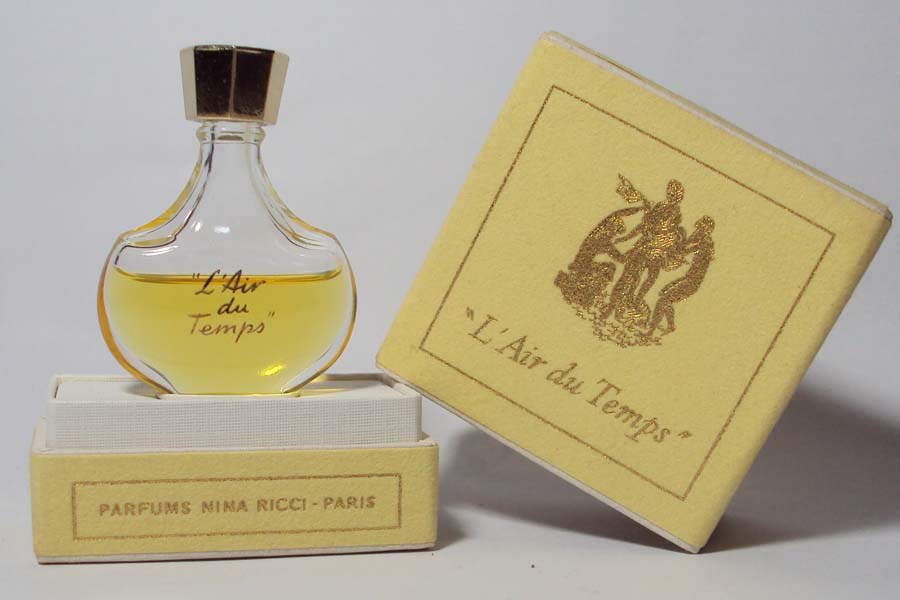 "L'Air
du
Temps"
PARFUMS NINA RICCI - PARIS
"L'Air du Temps"